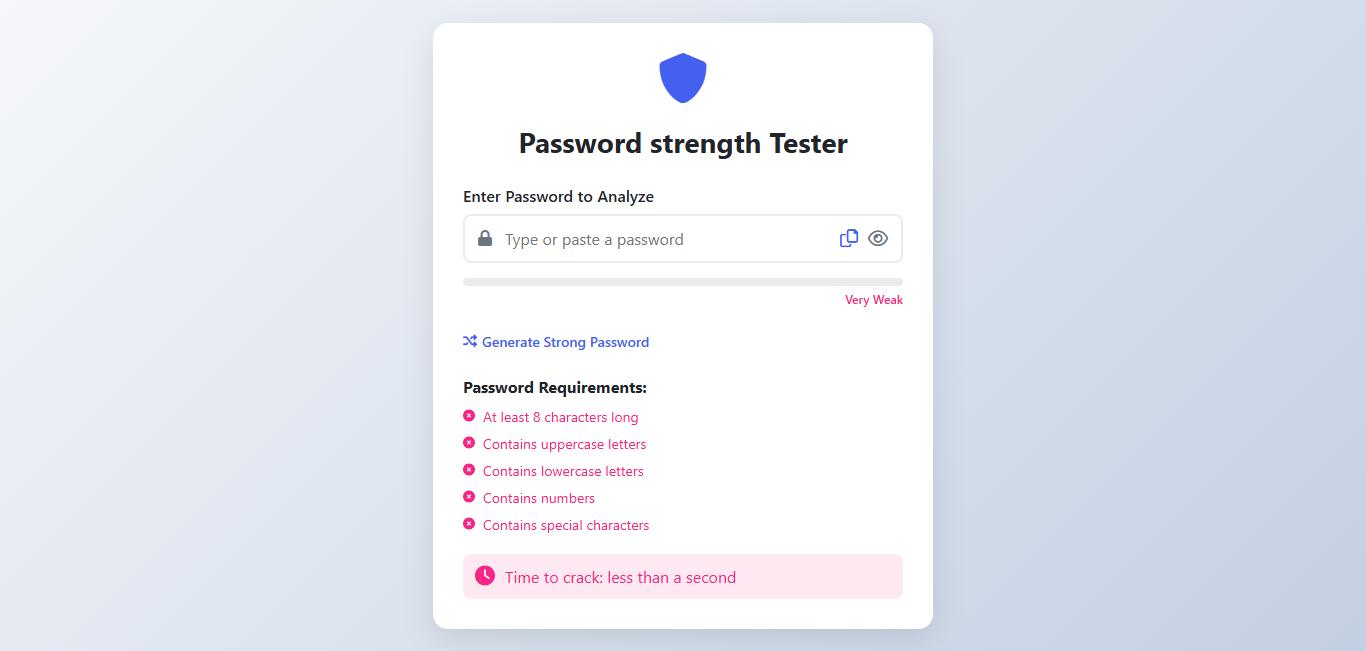 Password strength Tester
Enter Password to Analyze
Type or paste a password
Very Weak
Generate Strong Password
Password Requirements:
At least 8 characters long
Contains uppercase letters
Contains lowercase letters
Contains numbers
Contains special characters
Time to crack: less than a second